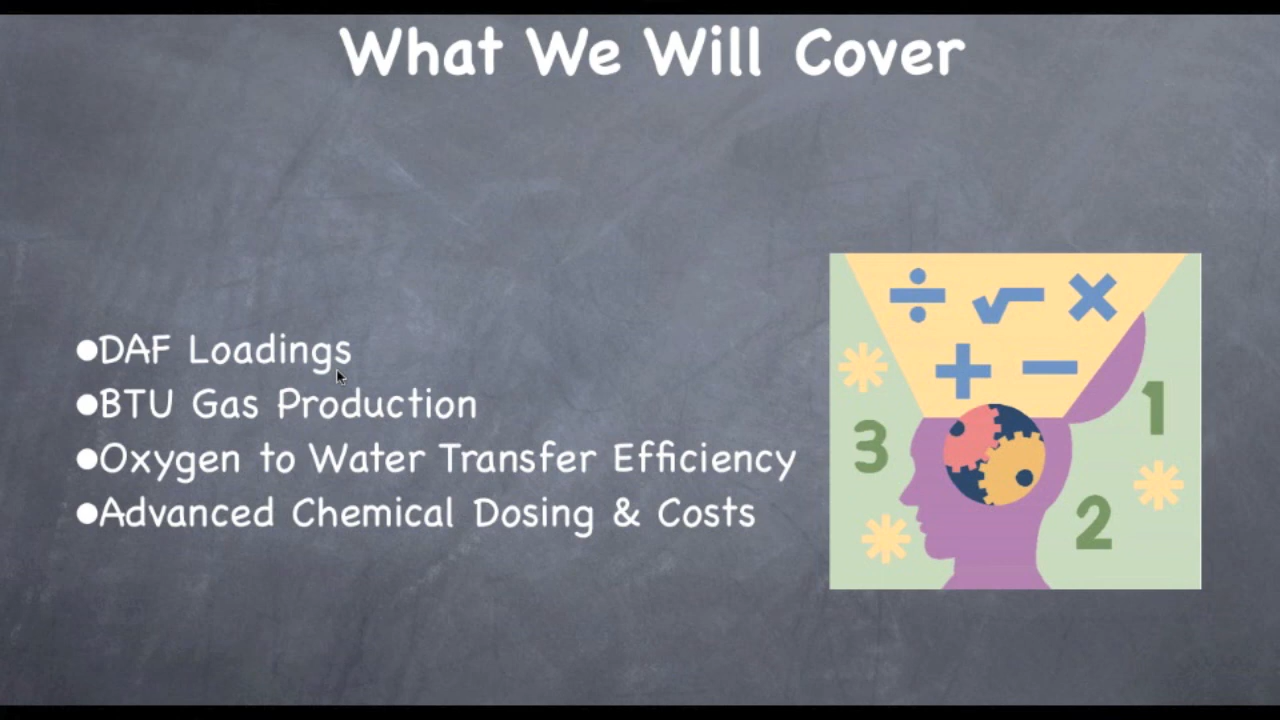 What We Will Cover
●DAF Loadings
●BTU Gas Production
●Oxygen to Water Transfer Efficiency
●Advanced Chemical Dosing & Costs
÷ √ ×
+ −
3
1
2